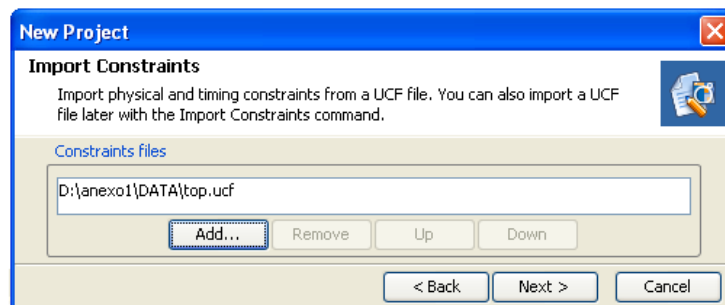 New Project
Import Constraints
Import physical and timing constraints from a UCF file. You can also import a UCF
file later with the Import Constraints command.
Constraints files
D:\anexo1\DATA\top.ucf
Add... Remove Up Down
< Back Next > Cancel